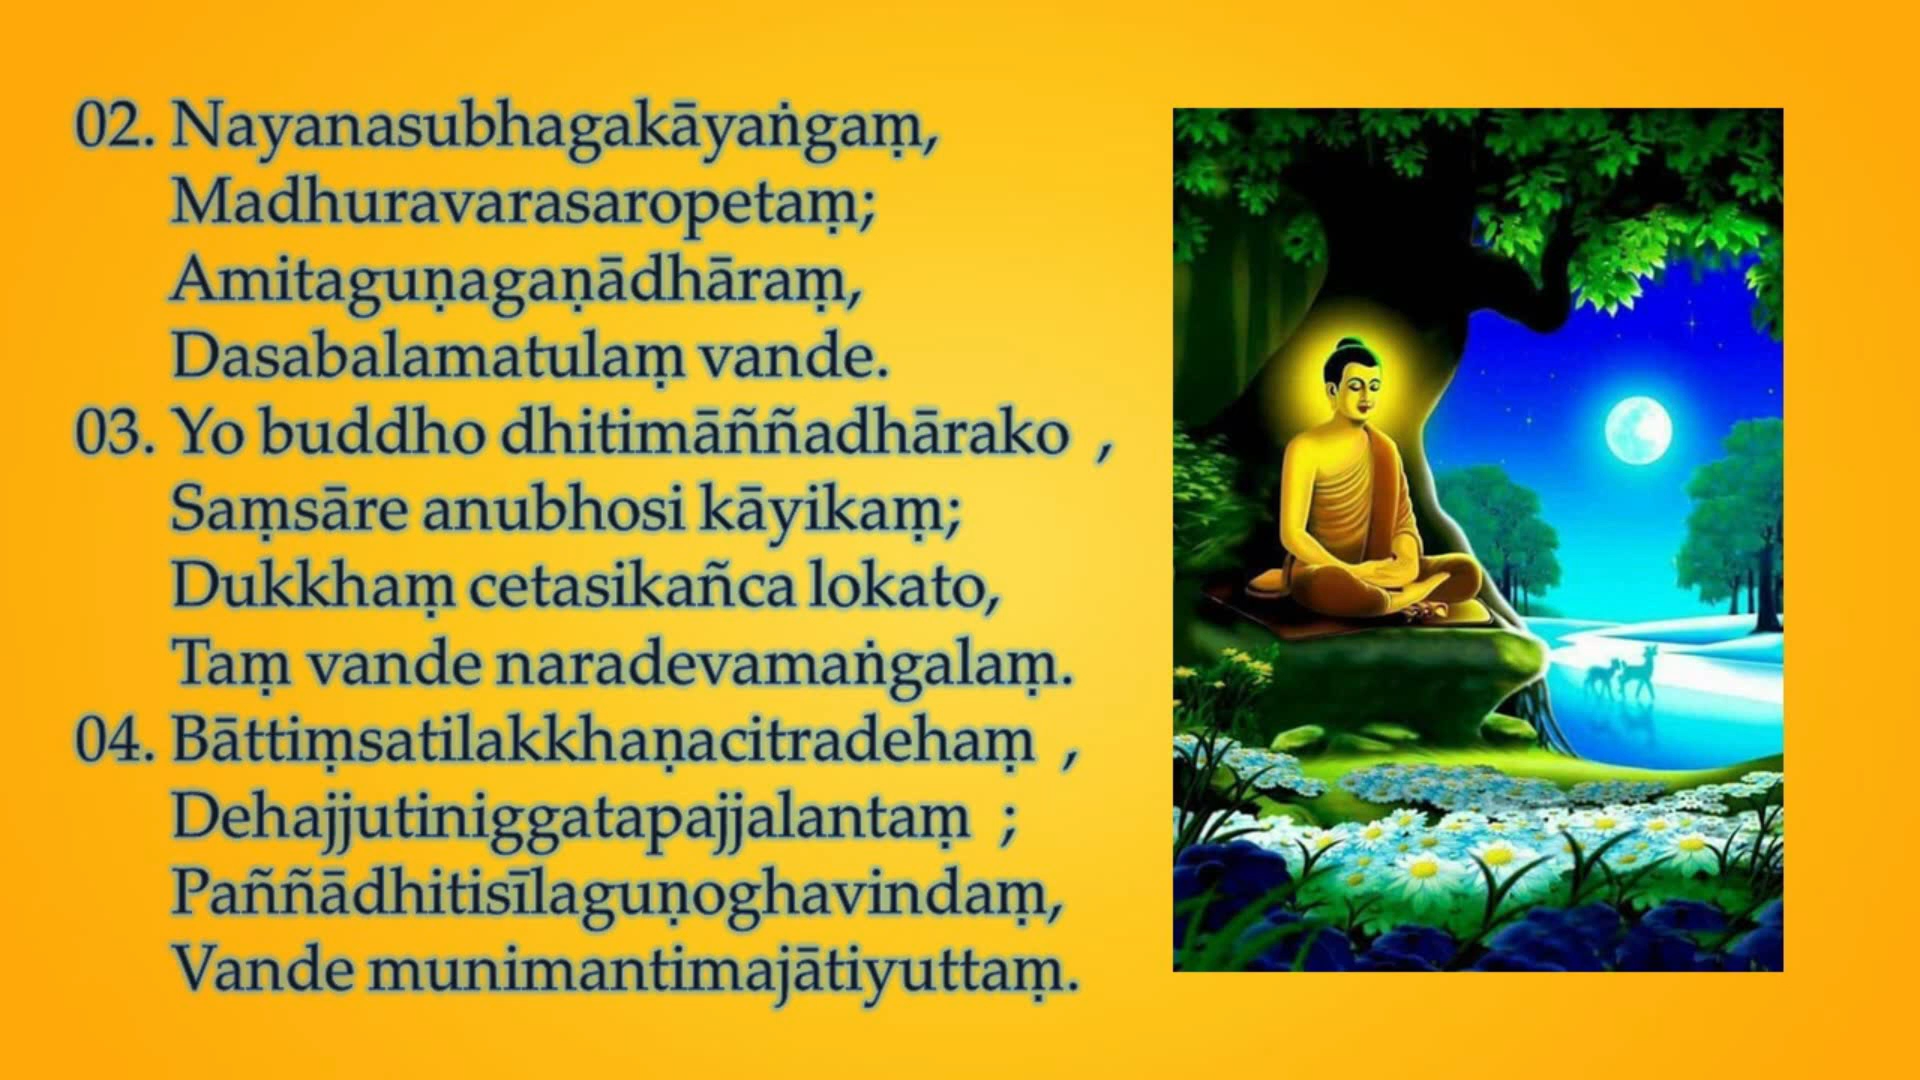 02. Nayanasubhagakāyaṅgaṃ,
Madhuravarasaropetaṃ;
Amitaguṇagaṇādhāraṃ,
Dasabalamatulaṃ vande.
03. Yo buddho dhitimāññadhārako ,
Saṃsāre anubhosi kāyikaṃ;
Dukkhaṃ cetasikañca lokato,
Taṃ vande naradevamaṅgalaṃ.
04. Bāttiṃsatilakkhaṇacitradehaṃ ,
Dehajjutiniggatapajjalantaṃ ;
Paññādhitisīlaguṇoghavindaṃ,
Vande munimantimajātiyuttaṃ.